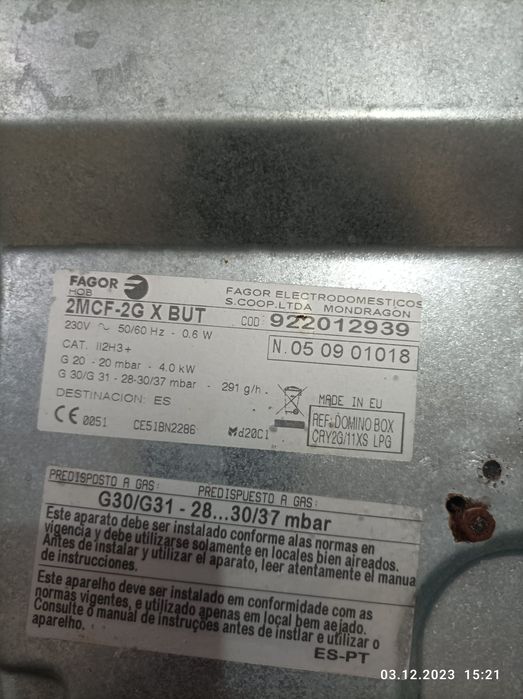 FAGOR
HOB
FAGOR ELECTRODOMESTICOS
S.COOP.LTDA MONDRAGON
2MCF-2G X BUT
COD: 922012939
230V ~ 50/60 Hz - 0.6 W
N. 05 09 01018
CAT. II2H3+
G 20 - 20 mbar - 4.0 kW
G 30/G 31 - 28-30/37 mbar - 291 g/h.
MADE IN EU
DESTINACION: ES
REF: DOMINO BOX
CRY2G/11XS LPG
CE 0051 CE51BN2286 Md20C1
PREDISPOSTO A GAS: PREDISPUESTO A GAS:
G30/G31 - 28...30/37 mbar
Este aparato debe ser instalado conforme alas normas en
vigencia y debe utilizarse solamente en locales bien aireados.
Antes de instalar y utilizar el aparato, leer atentamente el manua
de instrucciones.
Este aparelho deve ser instalado em conformidade com as
normas vigentes, e utilizado apenas em local bem aejado.
Consulte o manual de instruções antes de instlar e utilizar o
aparelho.
ES-PT
03.12.2023 15:21